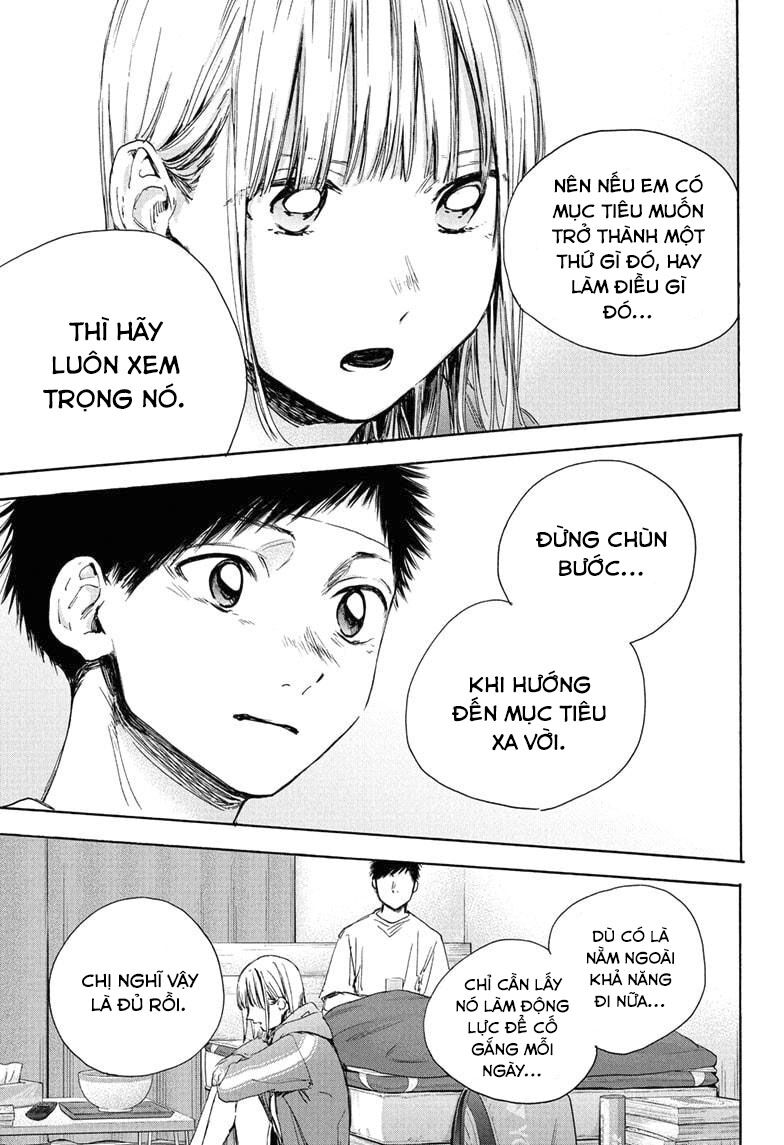 NÊN NẾU EM CÓ
MỤC TIÊU MUỐN
TRỞ THÀNH MỘT
THỨ GÌ ĐÓ, HAY
LÀM ĐIỀU GÌ
ĐÓ...
THÌ HÃY
LUÔN XEM
TRỌNG NÓ.
ĐỪNG CHÙN
BƯỚC...
KHI HƯỚNG
ĐẾN MỤC TIÊU
XA VỜI.
DÙ CÓ LÀ
NẰM NGOÀI
KHẢ NĂNG
ĐI NỮA...
CHỈ CẦN LẤY
NÓ LÀM ĐỘNG
LỰC ĐỂ CỐ
GẮNG MỖI
NGÀY...
CHỊ NGHĨ VẬY
LÀ ĐỦ RỒI.